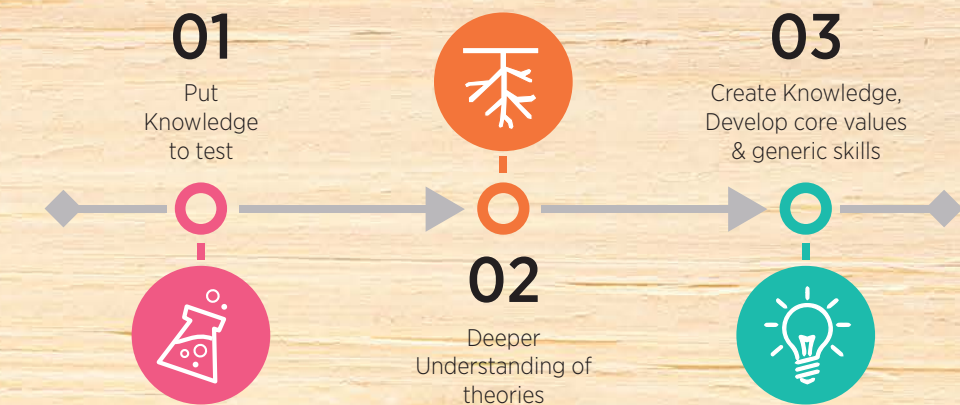 01
Put
Knowledge
to test
02
Deeper
Understanding of
theories
03
Create Knowledge,
Develop core values
& generic skills